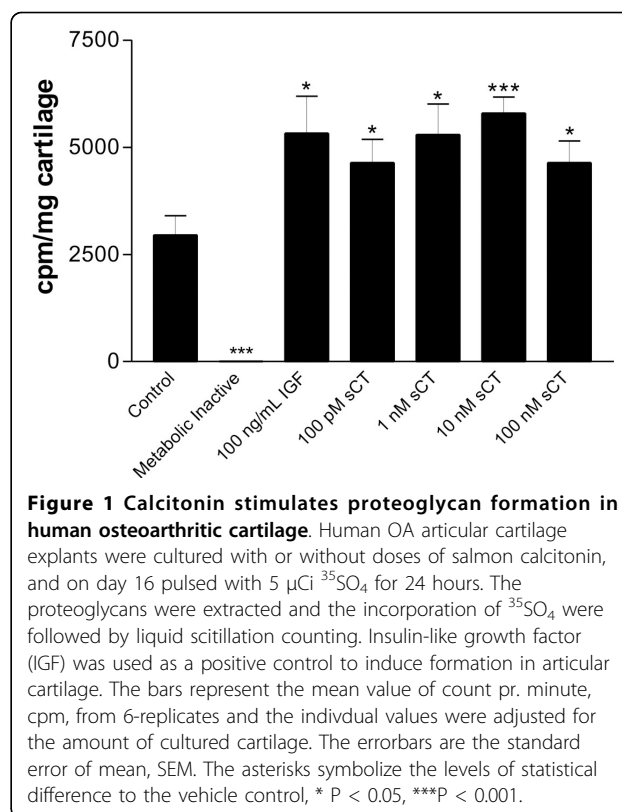 7500
5000
2500
0
cpm/mg cartilage
*
*
*
***
*
***
Control
Metabolic Inactive
100 ng/mL IGF
100 pM sCT
1 nM sCT
10 nM sCT
100 nM sCT
Figure 1 Calcitonin stimulates proteoglycan formation in
human osteoarthritic cartilage. Human OA articular cartilage
explants were cultured with or without doses of salmon calcitonin,
and on day 16 pulsed with 5 μCi ³⁵SO₄ for 24 hours. The
proteoglycans were extracted and the incorporation of ³⁵SO₄ were
followed by liquid scitillation counting. Insulin-like growth factor
(IGF) was used as a positive control to induce formation in articular
cartilage. The bars represent the mean value of count pr. minute,
cpm, from 6-replicates and the indivdual values were adjusted for
the amount of cultured cartilage. The errorbars are the standard
error of mean, SEM. The asterisks symbolize the levels of statistical
difference to the vehicle control, * P < 0.05, ***P < 0.001.